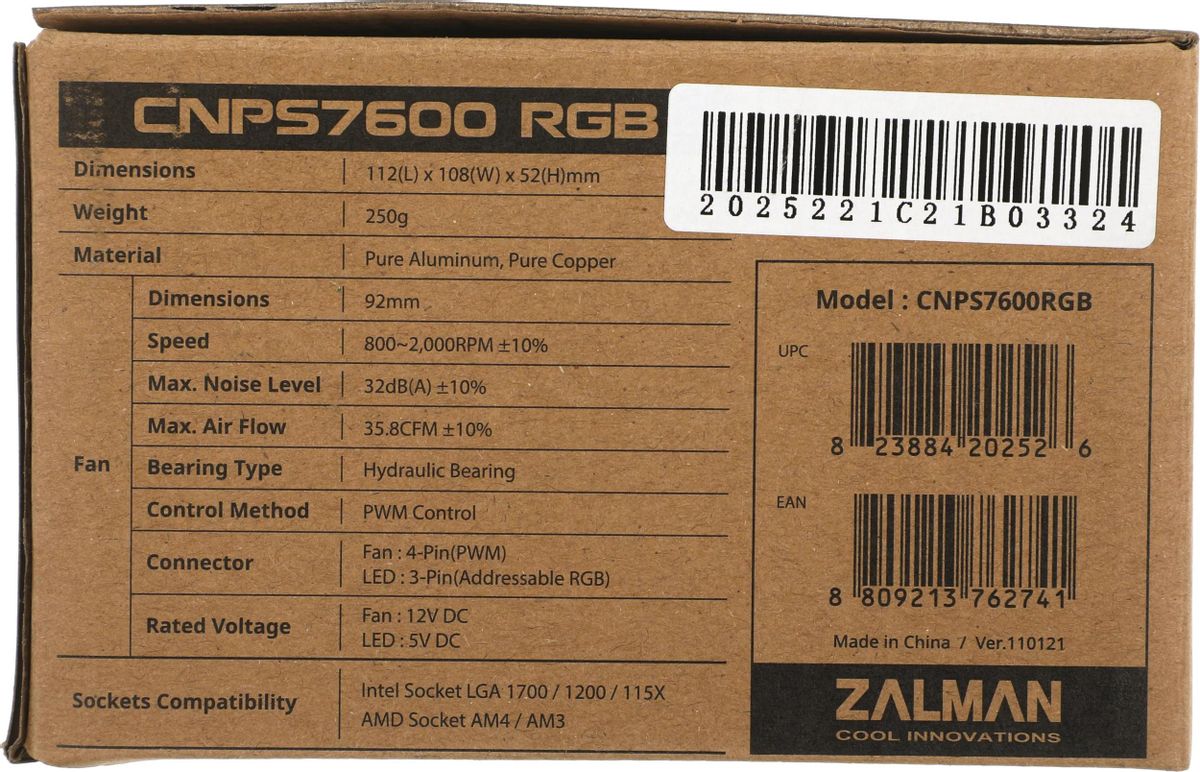 CNPS7600 RGB
2025221C21B03324
Dimensions 112(L) x 108(W) x 52(H)mm
Weight 250g
Material Pure Aluminum, Pure Copper
Fan
Dimensions 92mm
Speed 800~2,000RPM ±10%
Max. Noise Level 32dB(A) ±10%
Max. Air Flow 35.8CFM ±10%
Bearing Type Hydraulic Bearing
Control Method PWM Control
Connector Fan : 4-Pin(PWM)
LED : 3-Pin(Addressable RGB)
Rated Voltage Fan : 12V DC
LED : 5V DC
Sockets Compatibility Intel Socket LGA 1700 / 1200 / 115X
AMD Socket AM4 / AM3
Model : CNPS7600RGB
UPC
8 23884 20252 6
EAN
8 809213 762741
Made in China / Ver.110121
ZALMAN
COOL INNOVATIONS